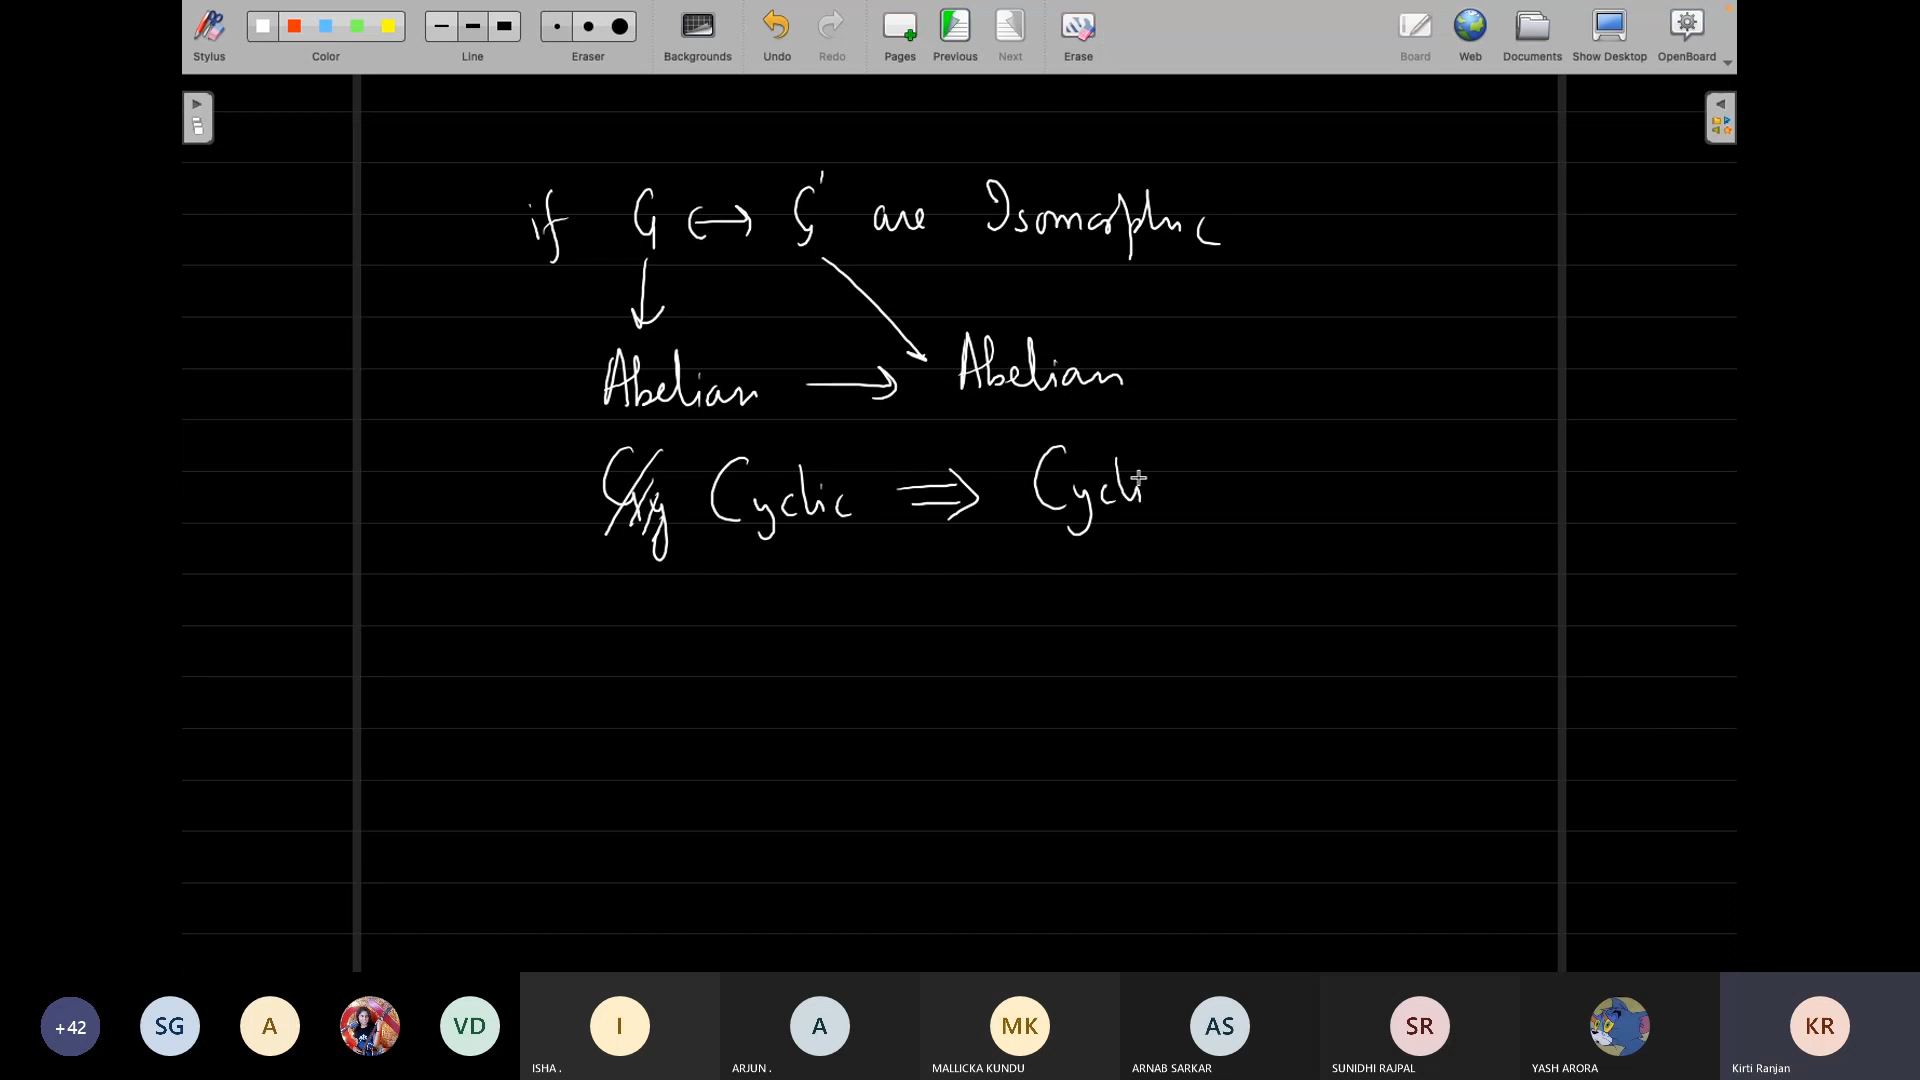 Stylus Color Line Eraser Backgrounds Undo Redo Pages Previous Next Erase Board Web Documents Show Desktop OpenBoard
if G ↔ G' are Isomorphic
Abelian → Abelian
Cyclic ⇒ Cycli
+42 SG A VD I A MK AS SR KR
ISHA . ARJUN . MALLICKA KUNDU ARNAB SARKAR SUNIDHI RAJPAL YASH ARORA Kirti Ranjan